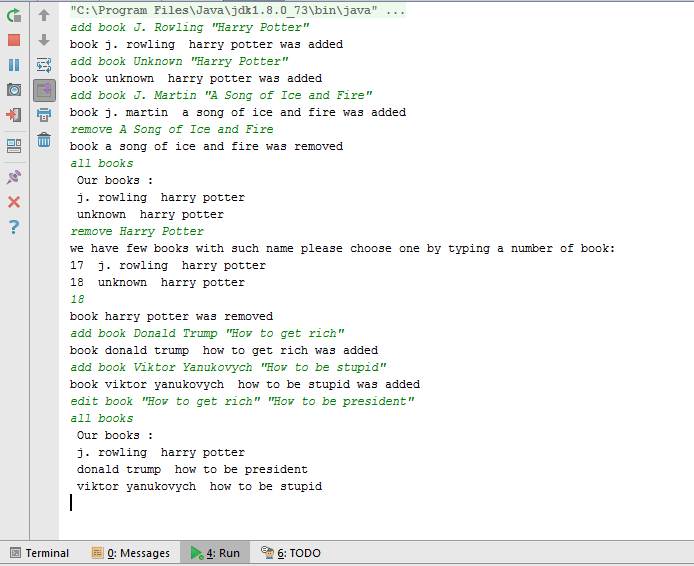 "C:\Program Files\Java\jdk1.8.0_73\bin\java" ...
add book J. Rowling "Harry Potter"
book j. rowling  harry potter was added
add book Unknown "Harry Potter"
book unknown  harry potter was added
add book J. Martin "A Song of Ice and Fire"
book j. martin  a song of ice and fire was added
remove A Song of Ice and Fire
book a song of ice and fire was removed
all books
Our books :
j. rowling  harry potter
unknown  harry potter
remove Harry Potter
we have few books with such name please choose one by typing a number of book:
17  j. rowling  harry potter
18  unknown  harry potter
18
book harry potter was removed
add book Donald Trump "How to get rich"
book donald trump  how to get rich was added
add book Viktor Yanukovych "How to be stupid"
book viktor yanukovych  how to be stupid was added
edit book "How to get rich" "How to be president"
all books
Our books :
j. rowling  harry potter
donald trump  how to be president
viktor yanukovych  how to be stupid
Terminal 0: Messages 4: Run 6: TODO